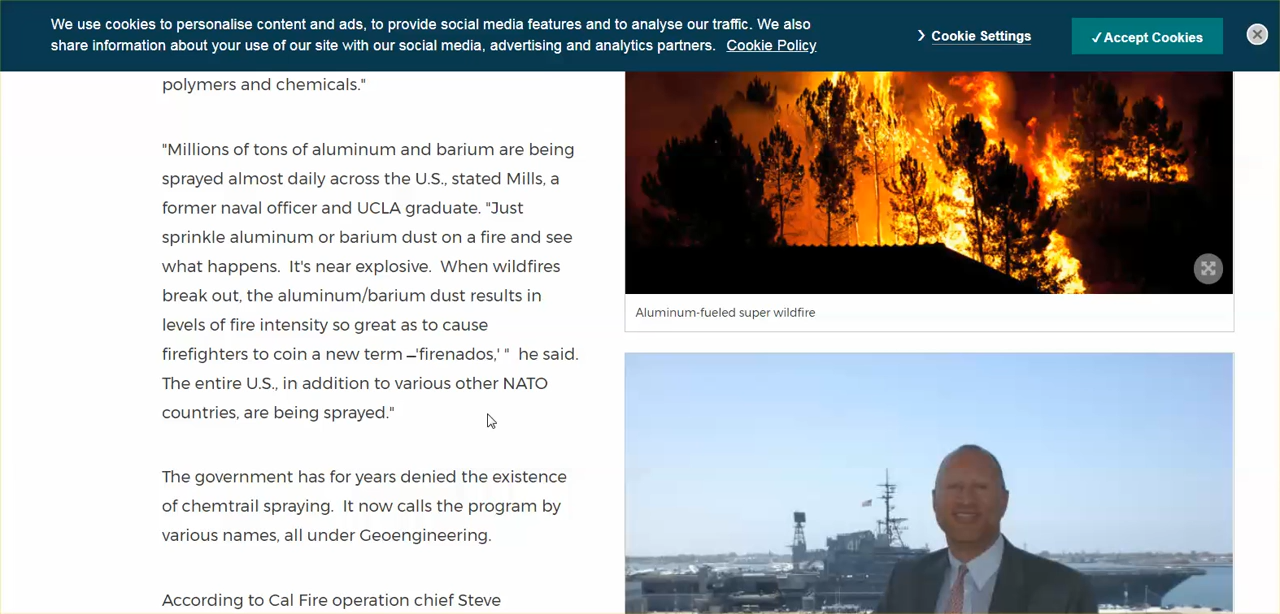 We use cookies to personalise content and ads, to provide social media features and to analyse our traffic. We also
share information about your use of our site with our social media, advertising and analytics partners. Cookie Policy
Cookie Settings
✓Accept Cookies
polymers and chemicals."
"Millions of tons of aluminum and barium are being
sprayed almost daily across the U.S., stated Mills, a
former naval officer and UCLA graduate. "Just
sprinkle aluminum or barium dust on a fire and see
what happens.  It's near explosive.  When wildfires
break out, the aluminum/barium dust results in
levels of fire intensity so great as to cause
firefighters to coin a new term —'firenados,' "  he said.
The entire U.S., in addition to various other NATO
countries, are being sprayed."
The government has for years denied the existence
of chemtrail spraying.  It now calls the program by
various names, all under Geoengineering.
According to Cal Fire operation chief Steve
Aluminum-fueled super wildfire